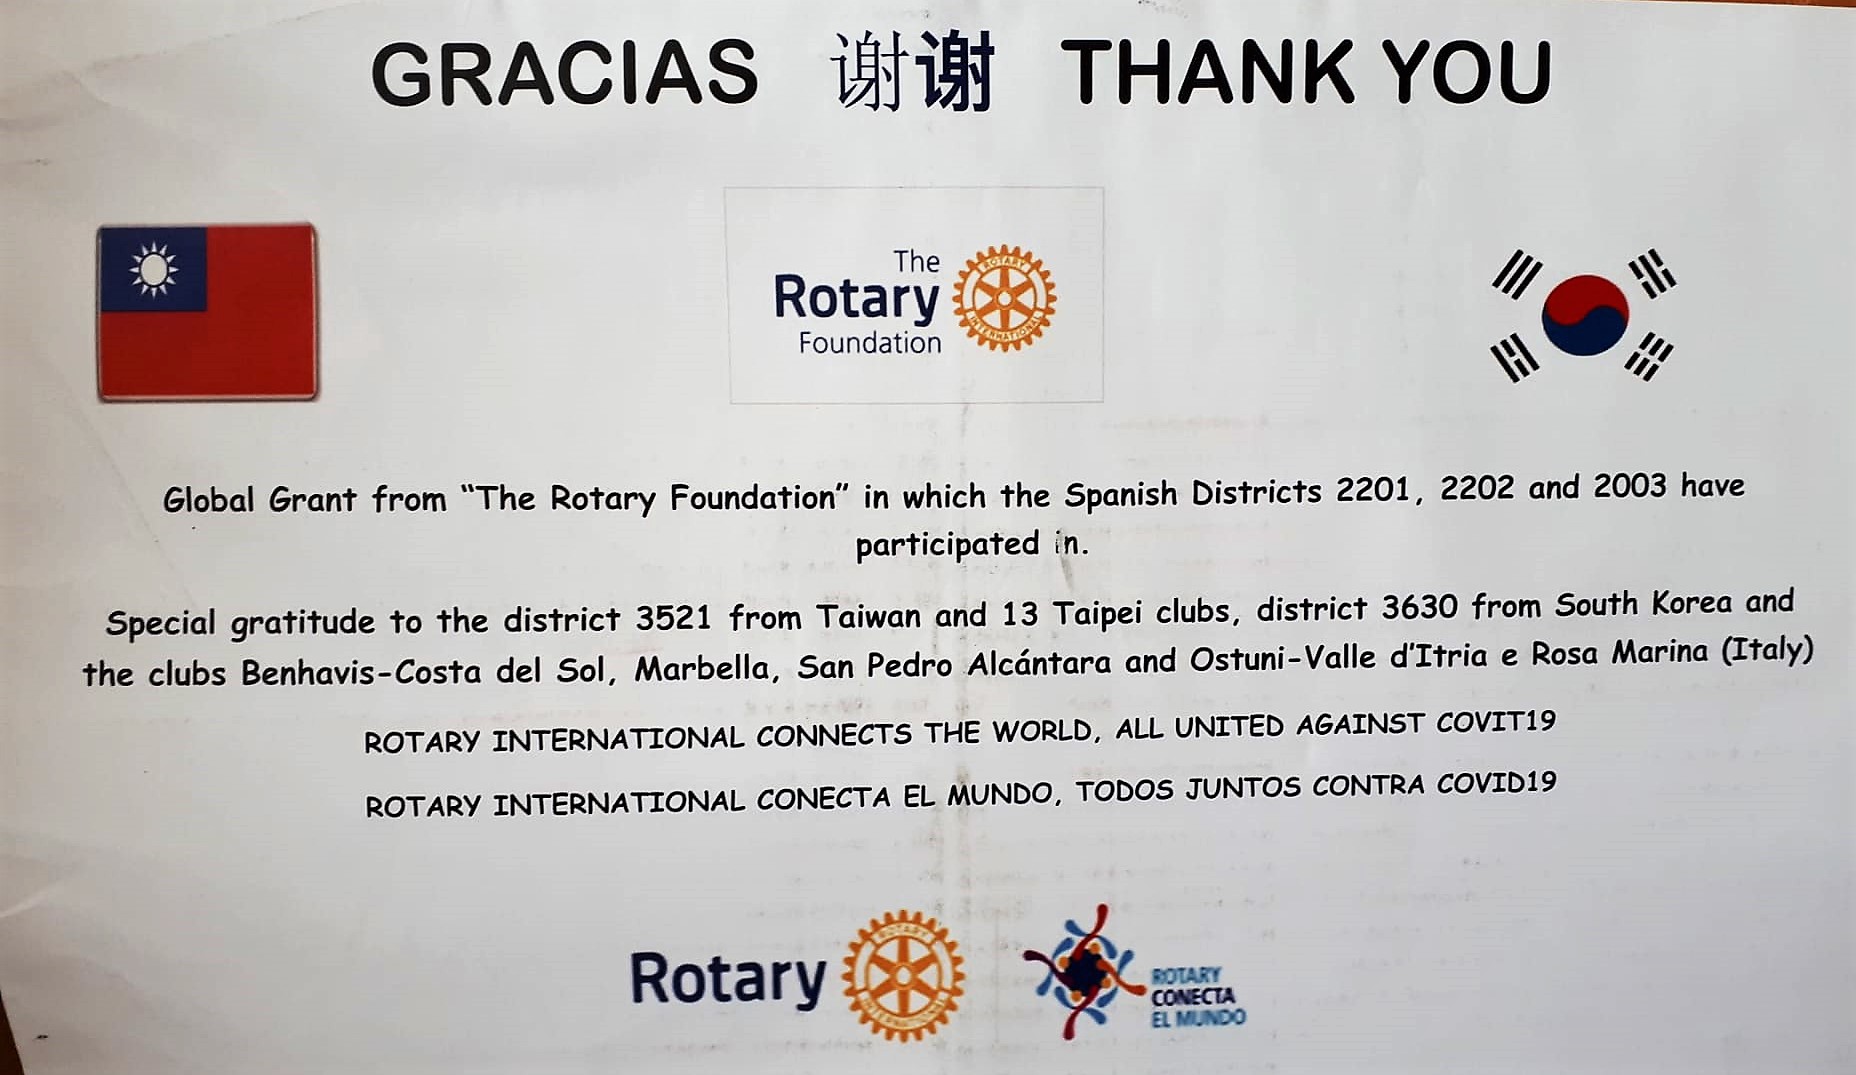 GRACIAS 谢谢 THANK YOU
The
Rotary
Foundation
ROTARY
INTERNATIONAL
Global Grant from “The Rotary Foundation” in which the Spanish Districts 2201, 2202 and 2003 have
participated in.
Special gratitude to the district 3521 from Taiwan and 13 Taipei clubs, district 3630 from South Korea and
the clubs Benhavis-Costa del Sol, Marbella, San Pedro Alcántara and Ostuni-Valle d'Itria e Rosa Marina (Italy)
ROTARY INTERNATIONAL CONNECTS THE WORLD, ALL UNITED AGAINST COVIT19
ROTARY INTERNATIONAL CONECTA EL MUNDO, TODOS JUNTOS CONTRA COVID19
Rotary
ROTARY
INTERNATIONAL
ROTARY
CONECTA
EL MUNDO